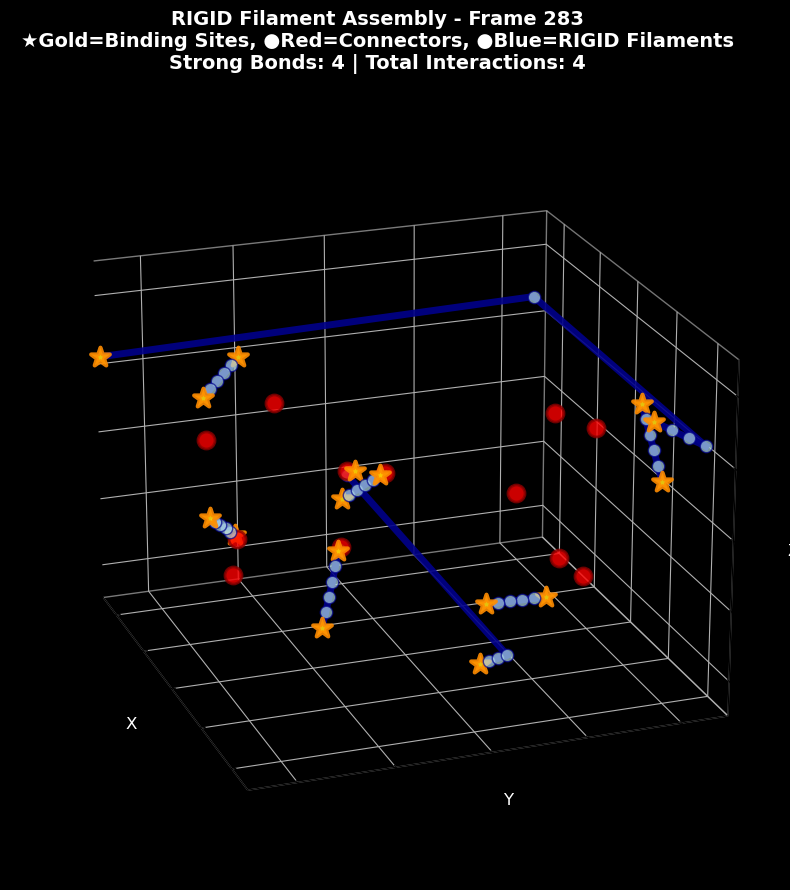 RIGID Filament Assembly - Frame 283
★Gold=Binding Sites, ●Red=Connectors, ●Blue=RIGID Filaments
Strong Bonds: 4 | Total Interactions: 4
X
Y